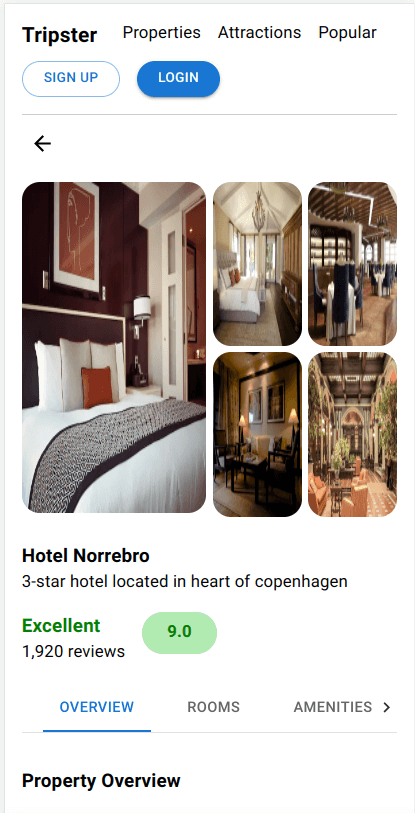 Tripster Properties Attractions Popular
SIGN UP LOGIN
Hotel Norrebro
3-star hotel located in heart of copenhagen
Excellent 9.0
1,920 reviews
OVERVIEW ROOMS AMENITIES
Property Overview